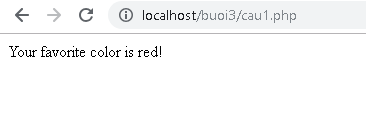 localhost/buoi3/cau1.php
Your favorite color is red!